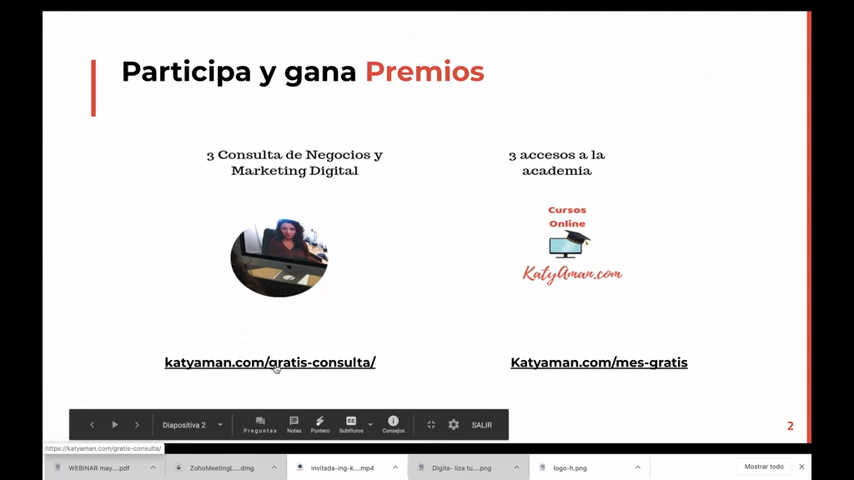 Participa y gana Premios
3 Consulta de Negocios y
Marketing Digital
3 accesos a la
academia
Cursos
Online
KatyAman.com
katyaman.com/gratis-consulta/
Katyaman.com/mes-gratis
Diapositiva 2
Preguntas
Notas
Puntero
Subtítulos
Consejos
SALIR
2
https://katyaman.com/gratis-consulta/
WEBINAR may....pdf
ZohoMeetingL....dmg
invitada-ing-k....mp4
Digita- liza tu....png
logo-h.png
Mostrar todo